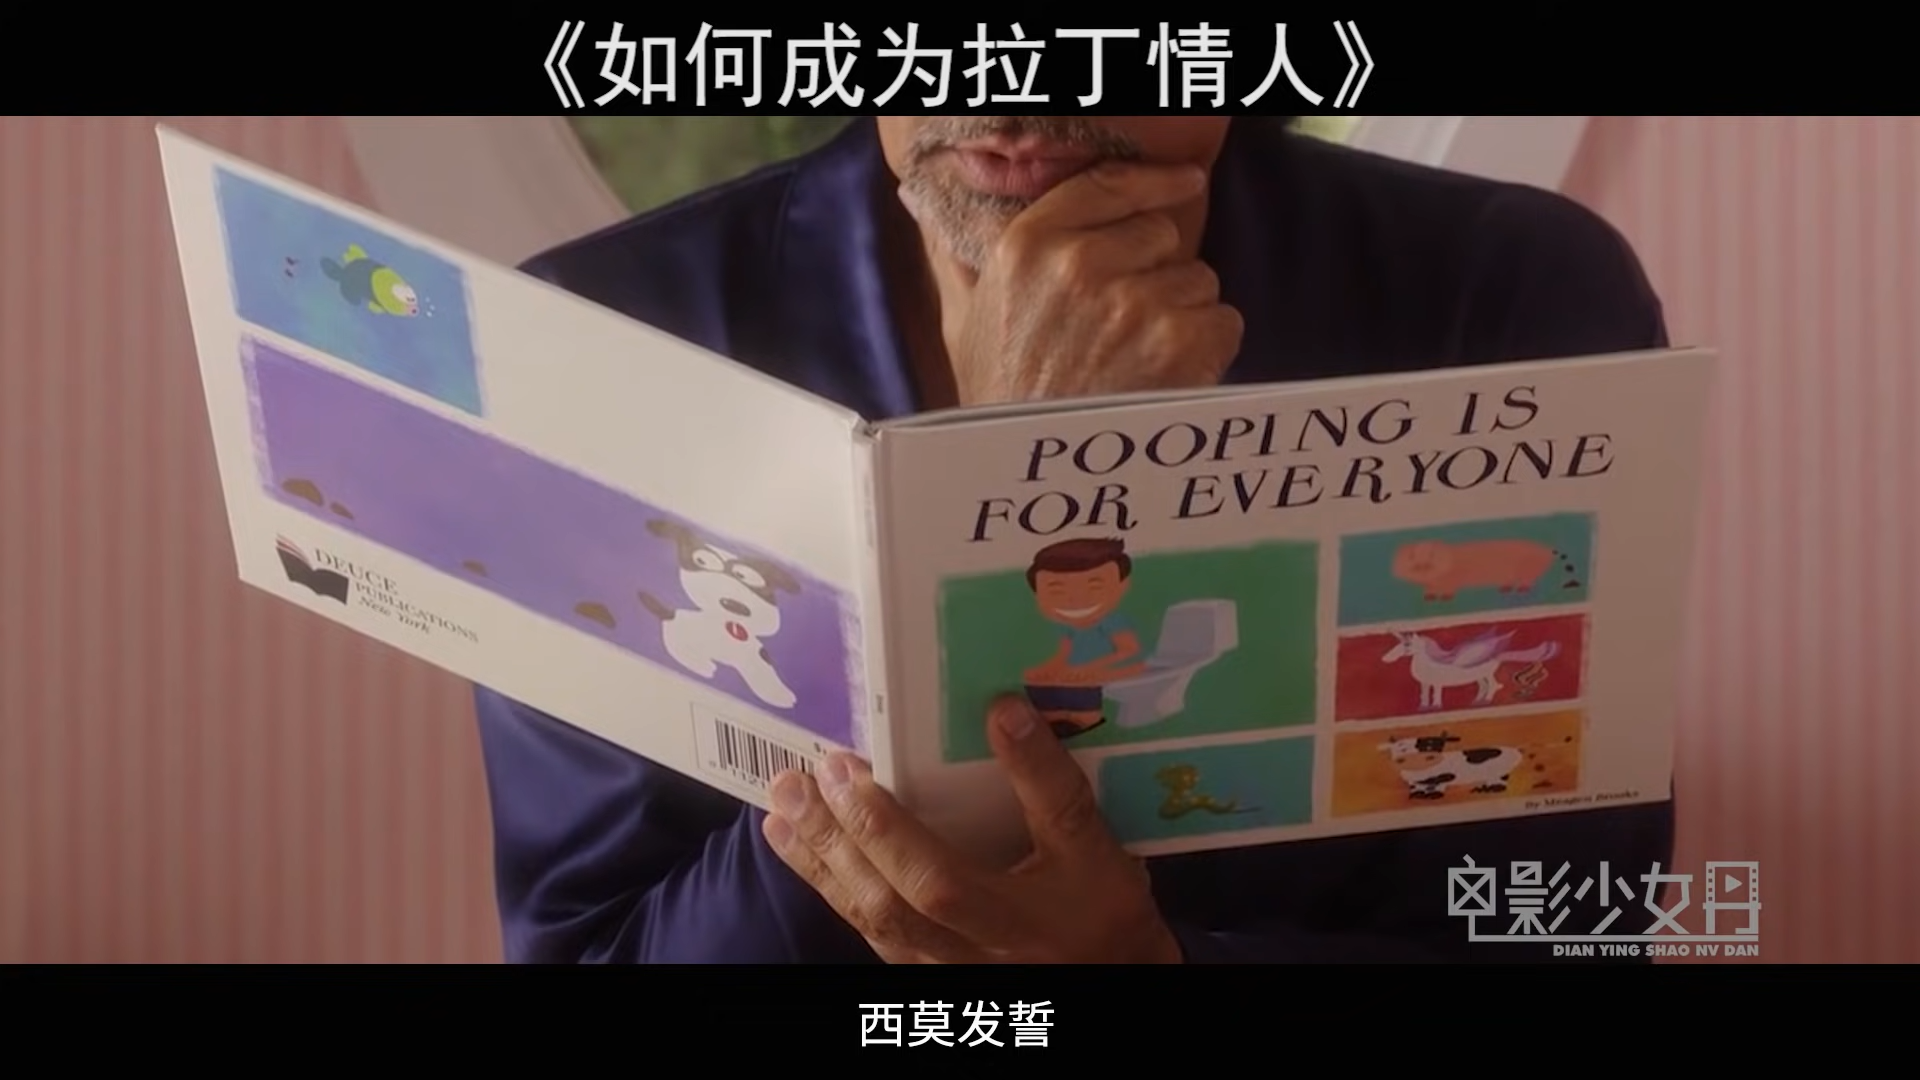 《如何成为拉丁情人》
POOPING IS
FOR EVERYONE
DEUCE
PUBLICATIONS
New York
电影少女丹
DIAN YING SHAO NV DAN
西莫发誓